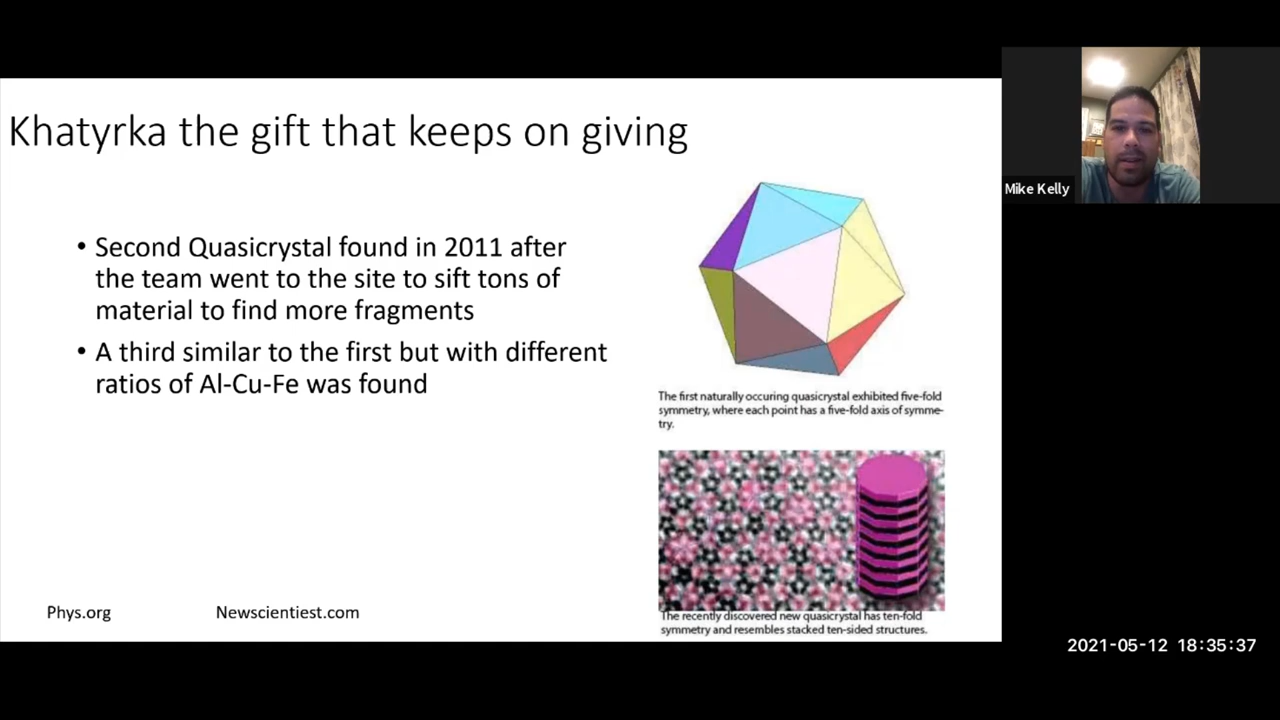 Khatyrka the gift that keeps on giving
• Second Quasicrystal found in 2011 after
the team went to the site to sift tons of
material to find more fragments
• A third similar to the first but with different
ratios of Al-Cu-Fe was found
The first naturally occuring quasicrystal exhibited five-fold
symmetry, where each point has a five-fold axis of symme-
try.
The recently discovered new quasicrystal has ten-fold
symmetry and resembles stacked ten-sided structures.
Phys.org
Newscientiest.com
Mike Kelly
2021-05-12 18:35:37